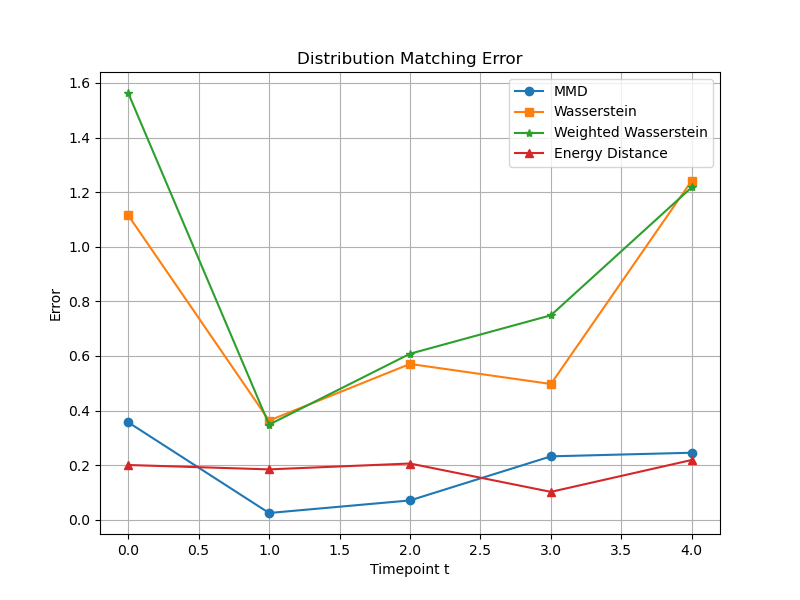 Distribution Matching Error
MMD
Wasserstein
Weighted Wasserstein
Energy Distance
Error
1.6
1.4
1.2
1.0
0.8
0.6
0.4
0.2
0.0
0.0 0.5 1.0 1.5 2.0 2.5 3.0 3.5 4.0
Timepoint t